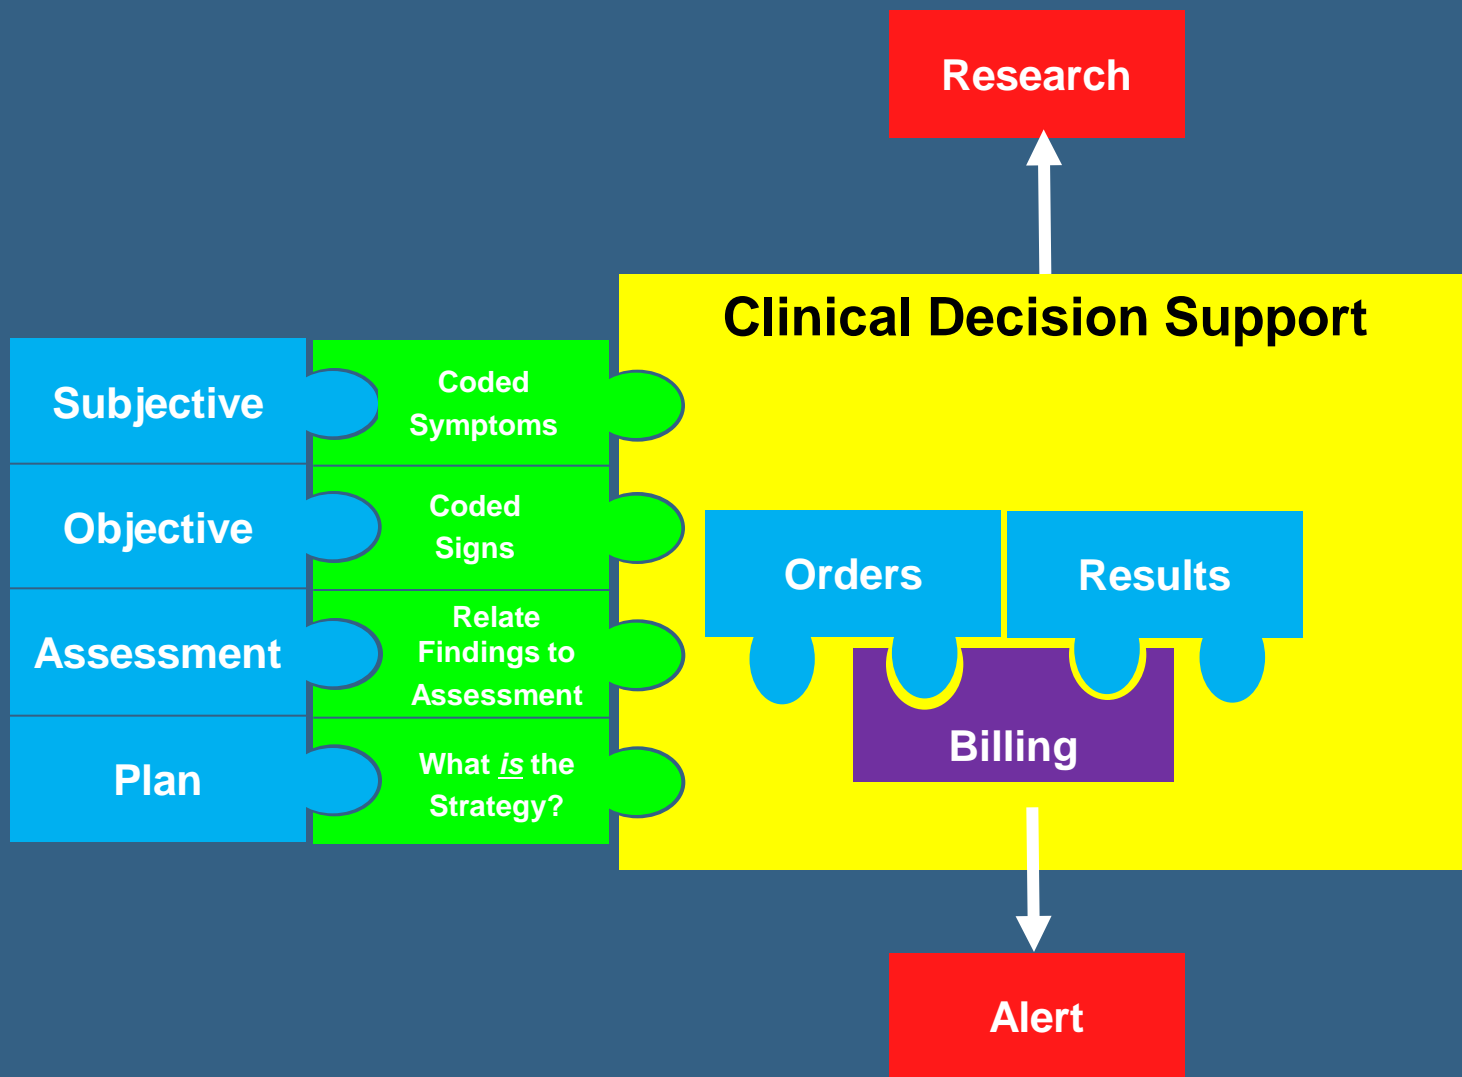 Research
Clinical Decision Support
Subjective
Coded
Symptoms
Objective
Coded
Signs
Assessment
Relate
Findings to
Assessment
Plan
What is the
Strategy?
Orders
Results
Billing
Alert